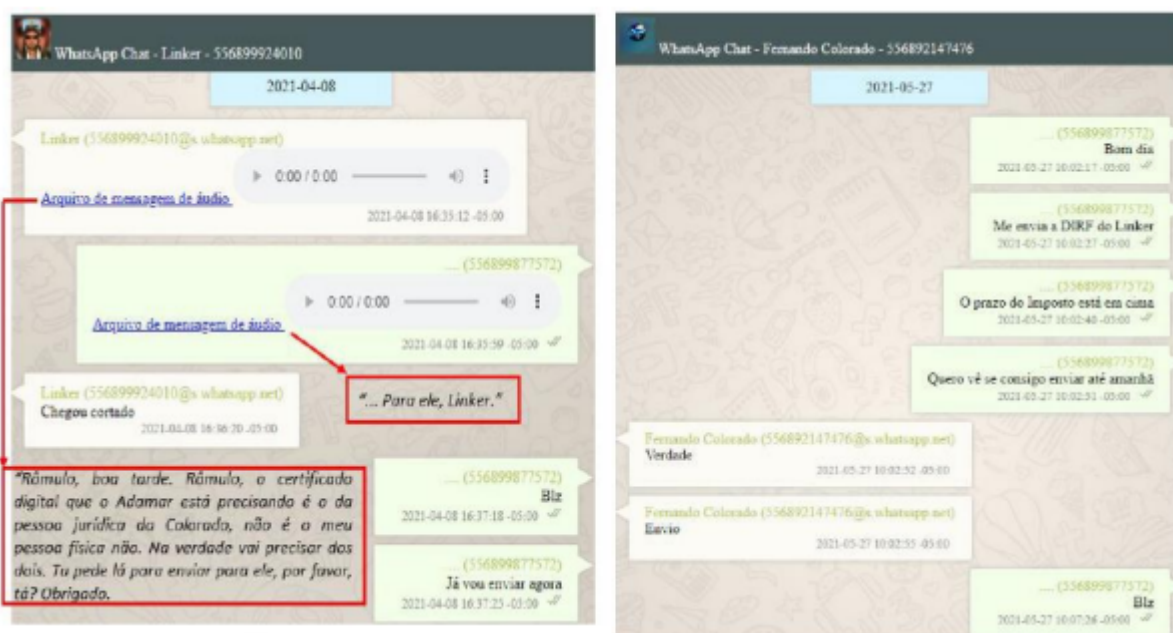 WhatsApp Chat - Linker - 556899924010
2021-04-08
Linker (556899924010@s.whatsapp.net)
0:00 / 0:00
Arquivo de mensagem de áudio
2021-04-08 16:35:12 -05:00
.... (556899877572)
0:00 / 0:00
Arquivo de mensagem de áudio
2021-04-08 16:35:59 -05:00
"... Para ele, Linker."
Linker (556899924010@s.whatsapp.net)
Chegou cortado
2021-04-08 16:36:20 -05:00
"Rômulo, boa tarde. Rômulo, o certificado
digital que o Adamar está precisando é o da
pessoa jurídica da Colorado, não é o meu
pessoa física não. Na verdade vai precisar dos
dois. Tu pede lá para enviar para ele, por favor,
tá? Obrigado.
.... (556899877572)
Blz
2021-04-08 16:37:18 -05:00
.... (556899877572)
Já vou enviar agora
2021-04-08 16:37:25 -05:00
WhatsApp Chat - Fernando Colorado - 556892147476
2021-05-27
.... (556899877572)
Bom dia
2021-05-27 10:02:17 -05:00
.... (556899877572)
Me envia a DIRF do Linker
2021-05-27 10:02:27 -05:00
.... (556899877572)
O prazo do Imposto está em cima
2021-05-27 10:02:40 -05:00
.... (556899877572)
Quero vê se consigo enviar até amanhã
2021-05-27 10:02:51 -05:00
Fernando Colorado (556892147476@s.whatsapp.net)
Verdade
2021-05-27 10:02:52 -05:00
Fernando Colorado (556892147476@s.whatsapp.net)
Envio
2021-05-27 10:02:55 -05:00
.... (556899877572)
Blz
2021-05-27 10:07:26 -05:00